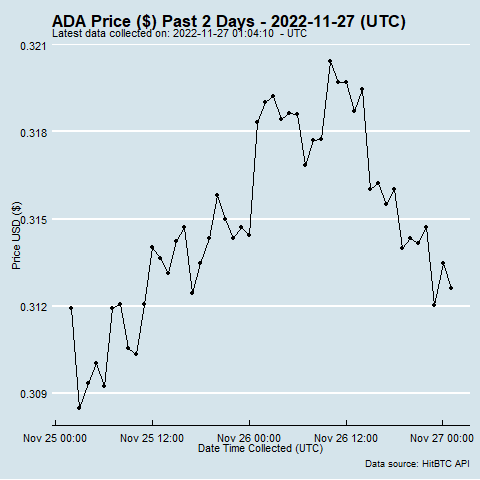 ADA Price ($) Past 2 Days - 2022-11-27 (UTC)
Latest data collected on: 2022-11-27 01:04:10  - UTC
0.321
0.318
0.315
0.312
0.309
Price USD ($)
Nov 25 00:00 Nov 25 12:00 Nov 26 00:00 Nov 26 12:00 Nov 27 00:00
Date Time Collected (UTC)
Data source: HitBTC API